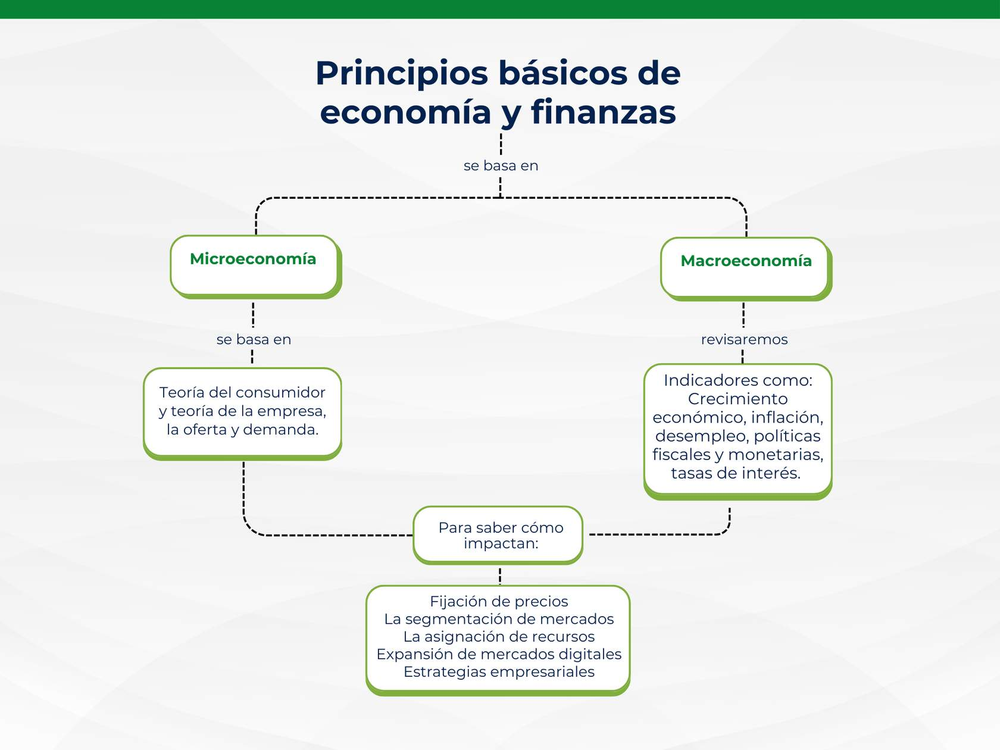 Principios básicos de
economía y finanzas
se basa en
Microeconomía
Macroeconomía
se basa en
revisaremos
Teoría del consumidor
y teoría de la empresa,
la oferta y demanda.
Indicadores como:
Crecimiento
económico, inflación,
desempleo, políticas
fiscales y monetarias,
tasas de interés.
Para saber cómo
impactan:
Fijación de precios
La segmentación de mercados
La asignación de recursos
Expansión de mercados digitales
Estrategias empresariales